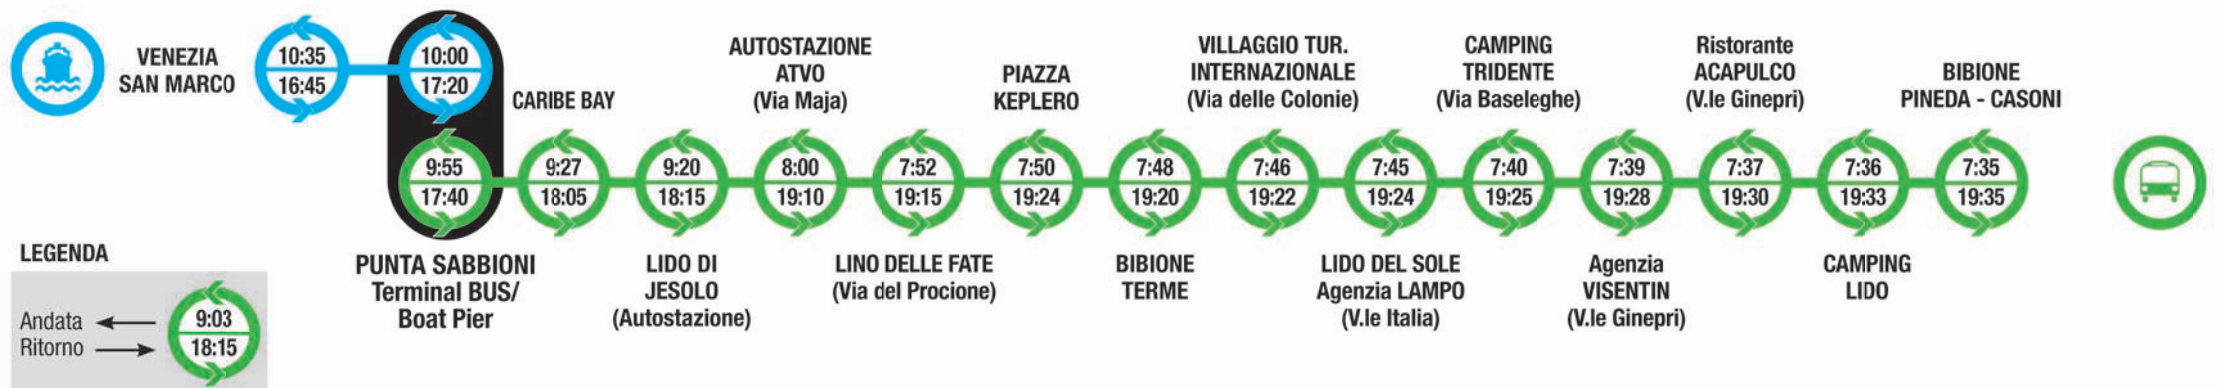 VENEZIA
SAN MARCO
10:35
16:45
10:00
17:20
9:55
17:40
PUNTA SABBIONI
Terminal BUS/
Boat Pier
CARIBE BAY
9:27
18:05
9:20
18:15
LIDO DI
JESOLO
(Autostazione)
AUTOSTAZIONE
ATVO
(Via Maja)
8:00
19:10
7:52
19:15
LINO DELLE FATE
(Via del Procione)
PIAZZA
KEPLERO
7:50
19:24
7:48
19:20
BIBIONE
TERME
VILLAGGIO TUR.
INTERNAZIONALE
(Via delle Colonie)
7:46
19:22
7:45
19:24
LIDO DEL SOLE
Agenzia LAMPO
(V.le Italia)
CAMPING
TRIDENTE
(Via Baseleghe)
7:40
19:25
7:39
19:28
Agenzia
VISENTIN
(V.le Ginepri)
Ristorante
ACAPULCO
(V.le Ginepri)
7:37
19:30
7:36
19:33
CAMPING
LIDO
BIBIONE
PINEDA - CASONI
7:35
19:35
LEGENDA
Andata
Ritorno
9:03
18:15